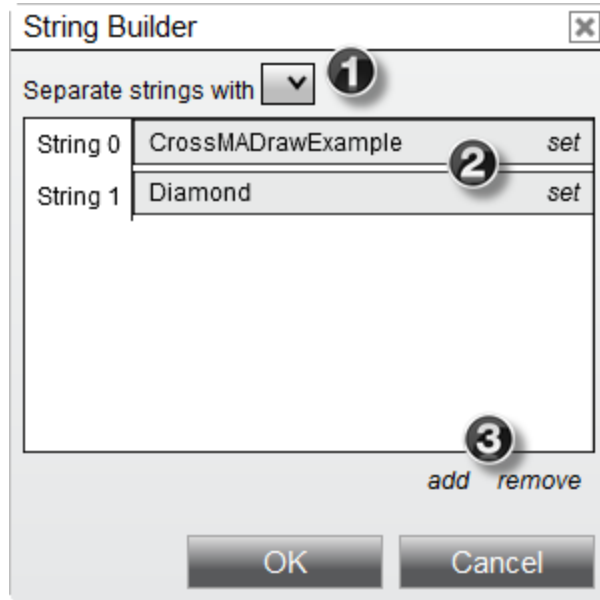 String Builder
Separate strings with 1
String 0 CrossMADrawExample set
2
String 1 Diamond set
3
add remove
OK Cancel